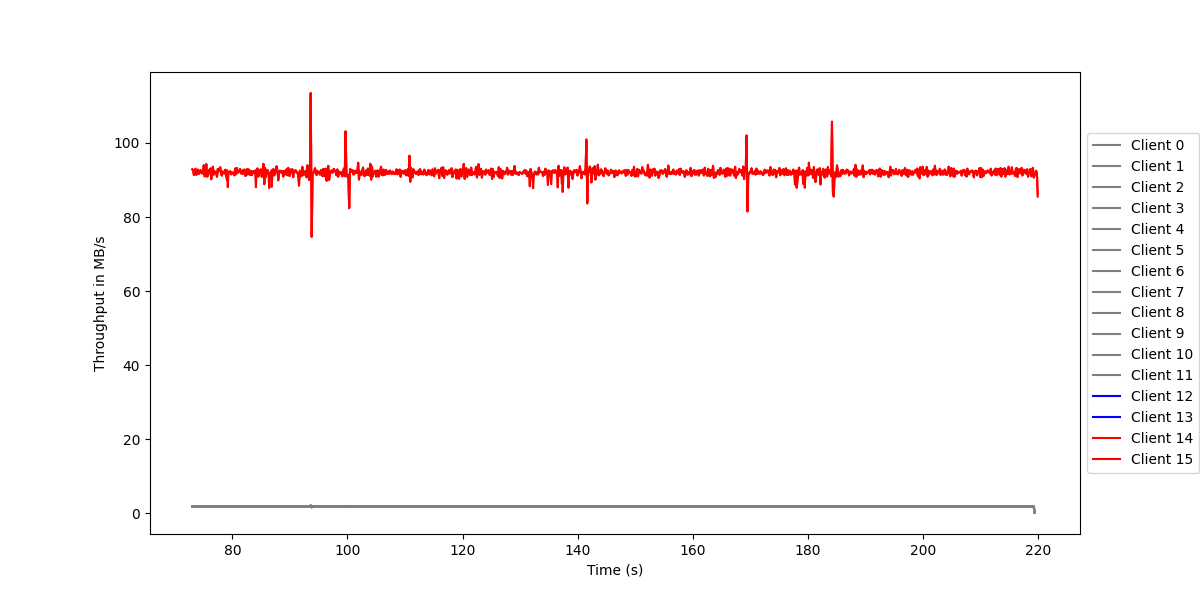 100
80
60
40
20
0
Throughput in MB/s
80 100 120 140 160 180 200 220
Time (s)
Client 0
Client 1
Client 2
Client 3
Client 4
Client 5
Client 6
Client 7
Client 8
Client 9
Client 10
Client 11
Client 12
Client 13
Client 14
Client 15